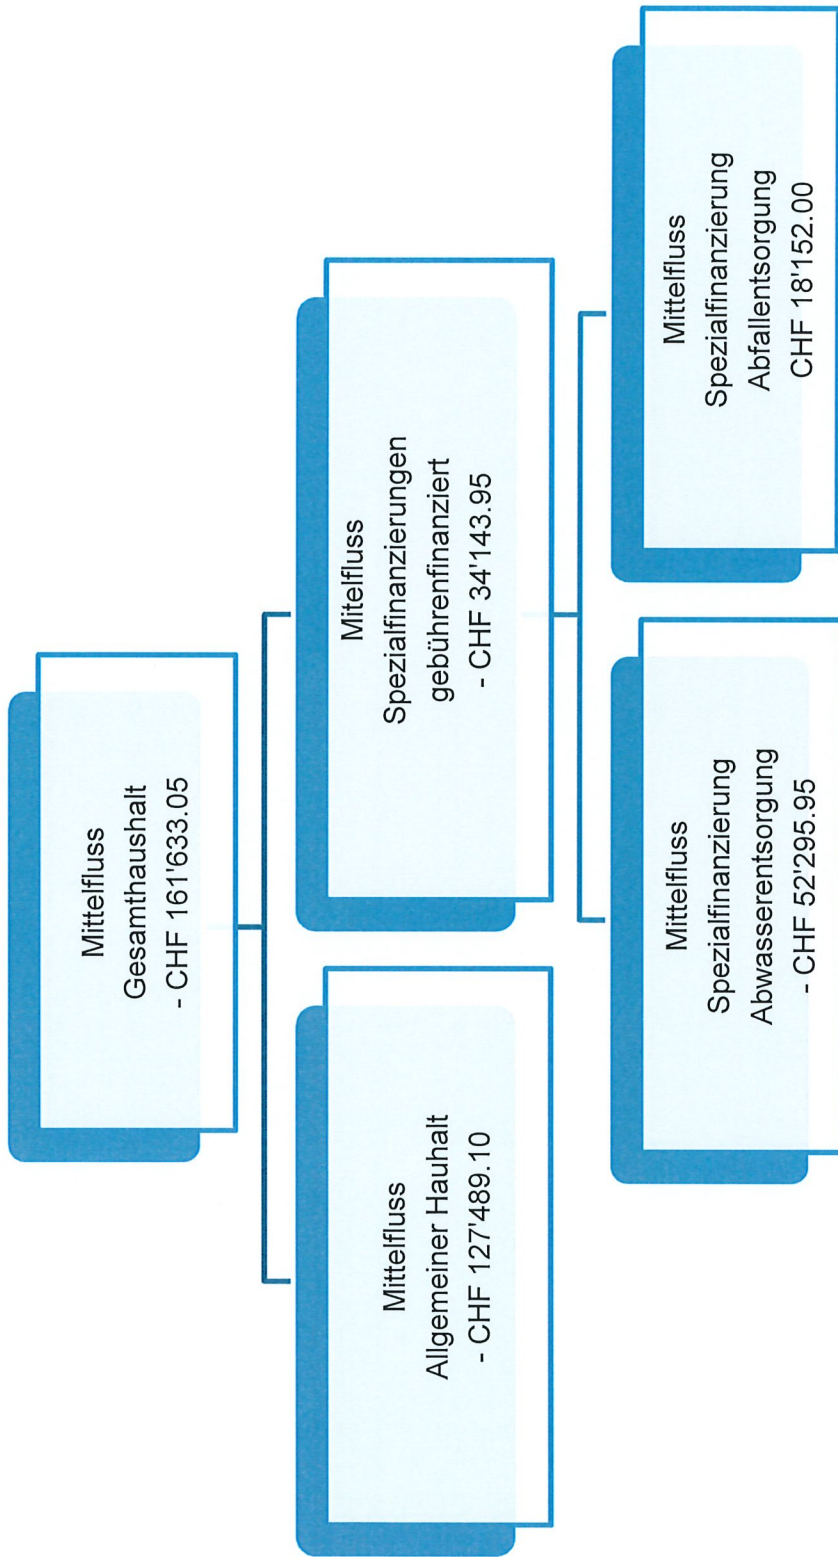 Mittelfluss
Gesamthaushalt
- CHF 161'633.05
Mittelfluss
Allgemeiner Hauhalt
- CHF 127'489.10
Mitelfluss
Spezialfinanzierungen
gebührenfinanziert
- CHF 34'143.95
Mittelfluss
Spezialfinanzierung
Abwasserentsorgung
- CHF 52'295.95
Mittelfluss
Spezialfinanzierung
Abfallentsorgung
CHF 18'152.00